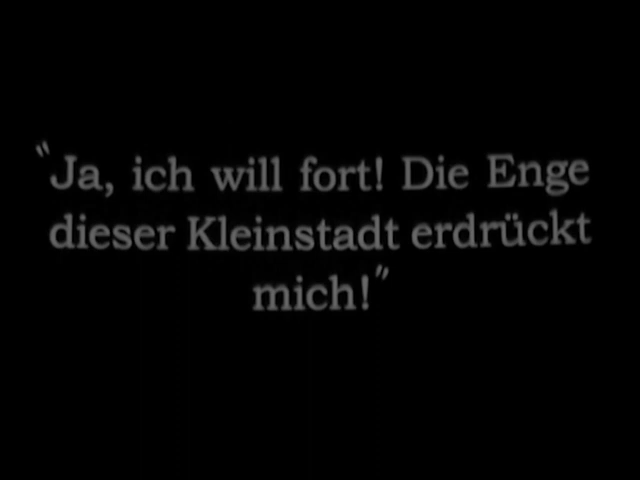 "Ja, ich will fort! Die Enge
dieser Kleinstadt erdrückt
mich!"